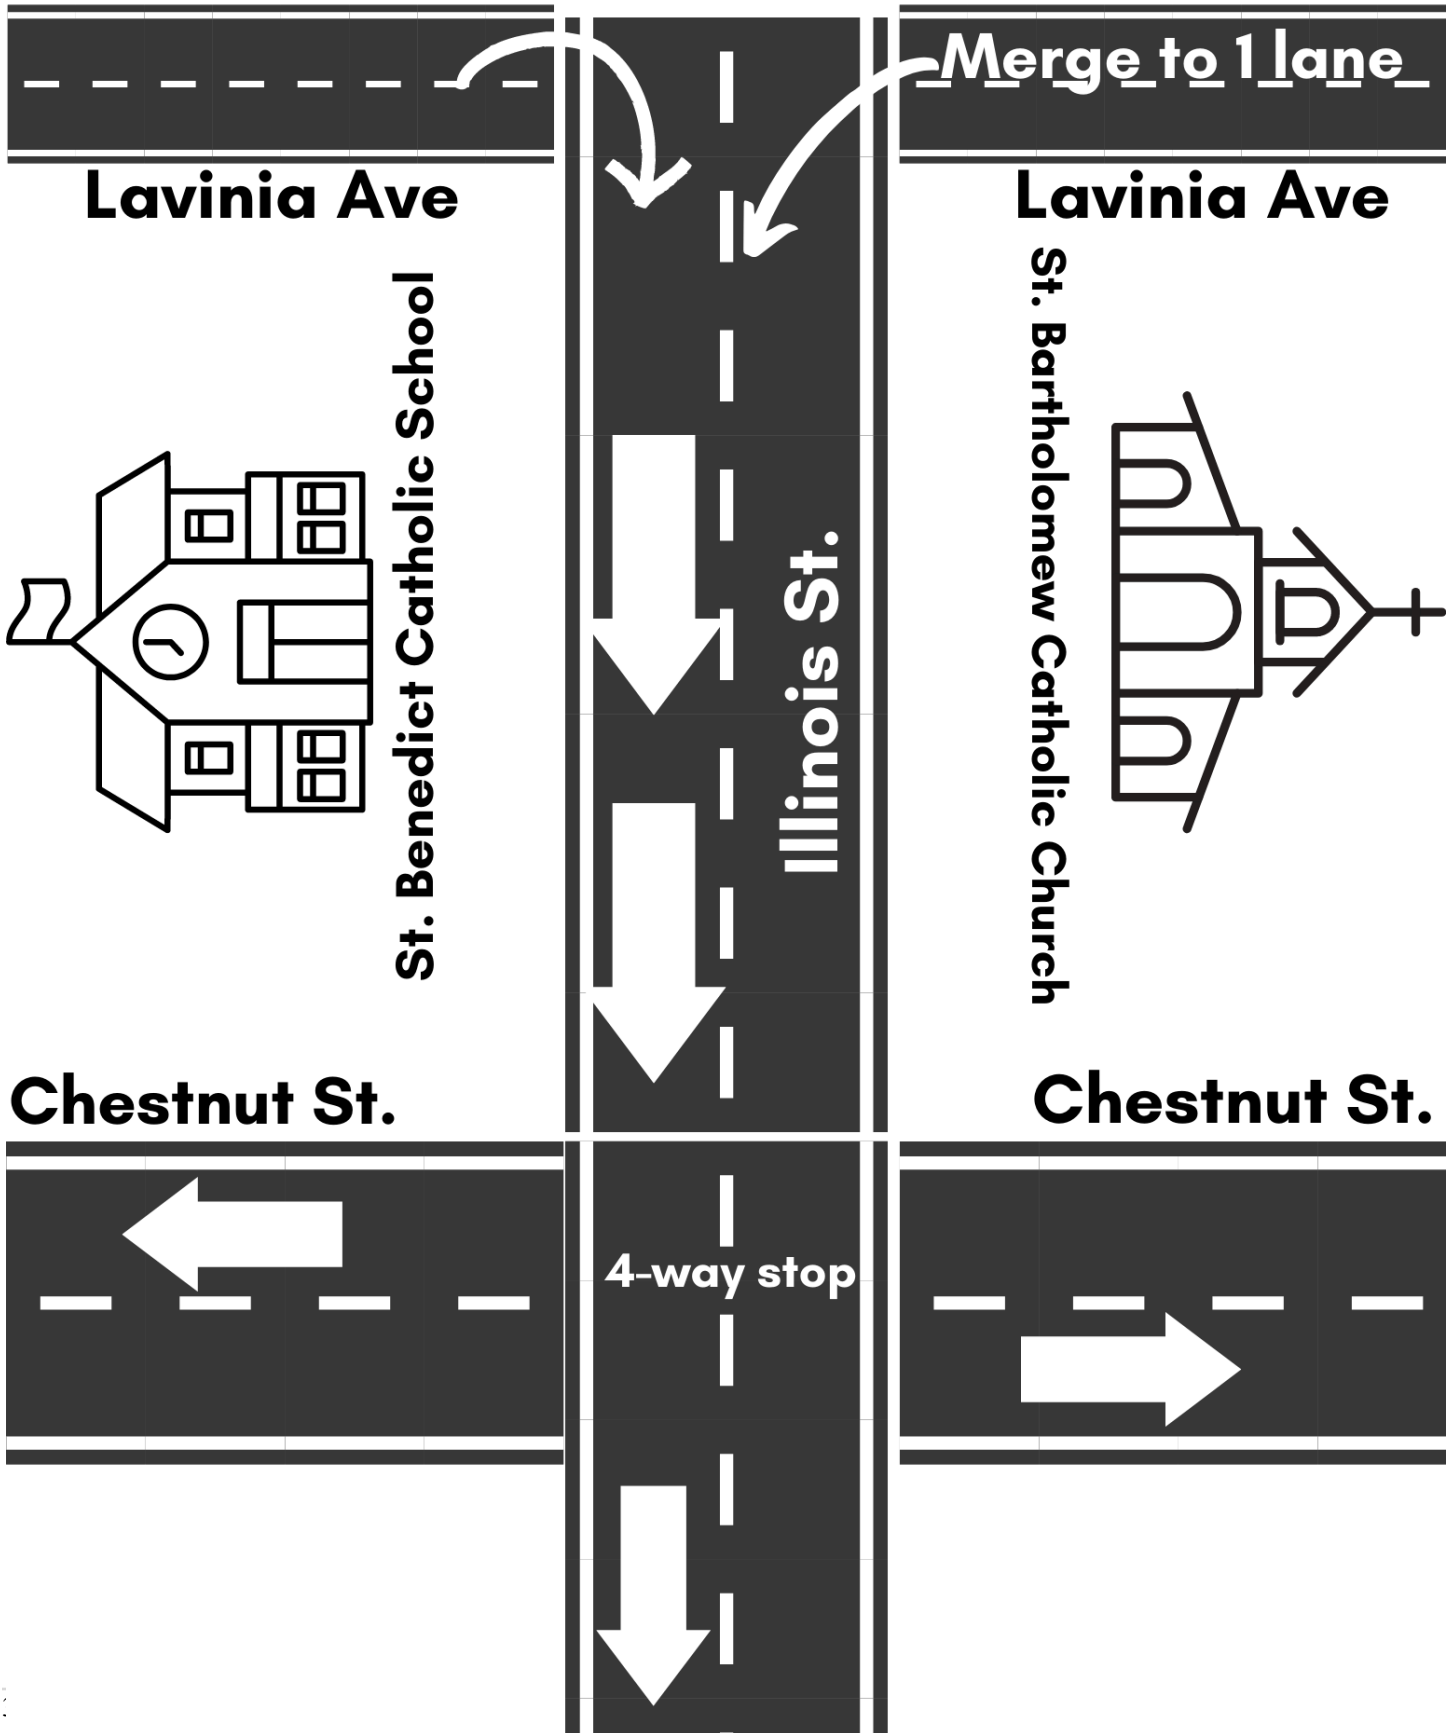 Merge to 1 lane
Lavinia Ave
Lavinia Ave
St. Benedict Catholic School
Illinois St.
St. Bartholomew Catholic Church
Chestnut St.
Chestnut St.
4-way stop